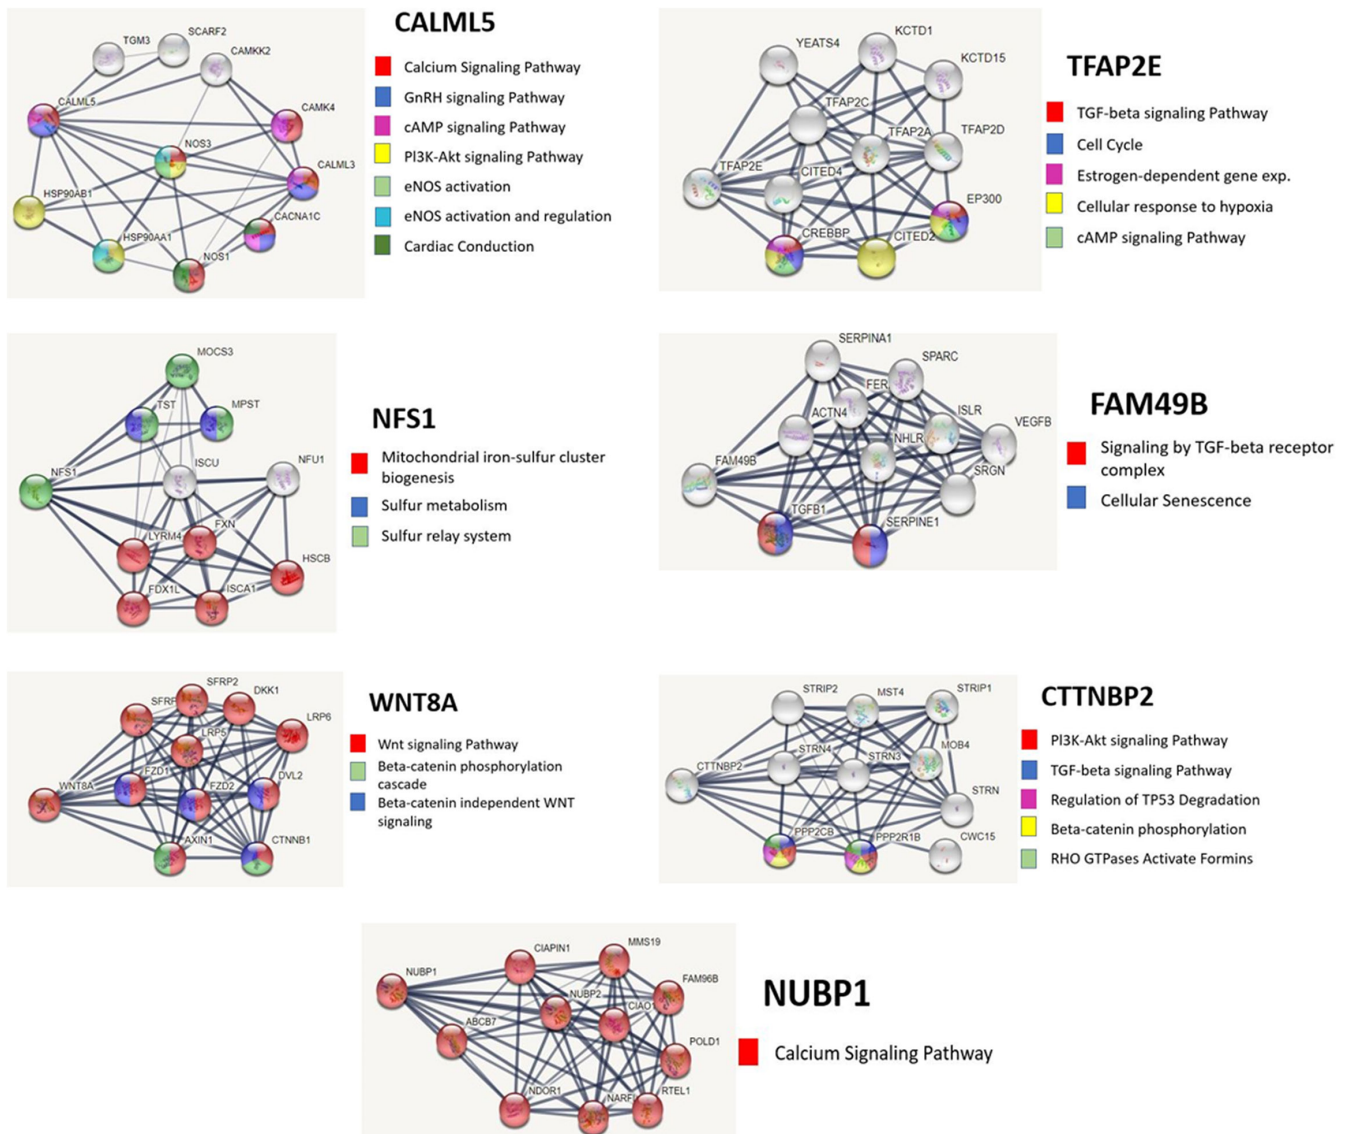 CALML5
TGM3
SCARF2
CAMKK2
CALML5
CAMK4
NOS3
CALML3
HSP90AB1
CACNA1C
HSP90AA1
NOS1
Calcium Signaling Pathway
GnRH signaling Pathway
cAMP signaling Pathway
PI3K-Akt signaling Pathway
eNOS activation
eNOS activation and regulation
Cardiac Conduction
TFAP2E
YEATS4
KCTD1
KCTD15
TFAP2C
TFAP2A
TFAP2D
TFAP2E
CITED4
EP300
CREBBP
CITED2
TGF-beta signaling Pathway
Cell Cycle
Estrogen-dependent gene exp.
Cellular response to hypoxia
cAMP signaling Pathway
NFS1
MOCS3
TST
MPST
NFS1
ISCU
NFU1
LYRM4
FXN
HSCB
FDX1L
ISCA1
Mitochondrial iron-sulfur cluster
biogenesis
Sulfur metabolism
Sulfur relay system
FAM49B
SERPINA1
SPARC
FER
ACTN4
ISLR
VEGFB
NHLR
FAM49B
SRGN
TGFB1
SERPINE1
Signaling by TGF-beta receptor
complex
Cellular Senescence
WNT8A
SFRP2
SFRP
DKK1
LRP6
LRP5
FZD1
DVL2
WNT8A
FZD2
AXIN1
CTNNB1
Wnt signaling Pathway
Beta-catenin phosphorylation
cascade
Beta-catenin independent WNT
signaling
CTTNBP2
STRIP2
MST4
STRIP1
STRN4
STRN3
MOB4
CTTNBP2
STRN
PPP2CB
PPP2R1B
CWC15
PI3K-Akt signaling Pathway
TGF-beta signaling Pathway
Regulation of TP53 Degradation
Beta-catenin phosphorylation
RHO GTPases Activate Formins
NUBP1
CIAPIN1
MMS19
NUBP1
FAM96B
NUBP2
CIAO1
ABCB7
POLD1
NDOR1
NARFL
RTEL1
Calcium Signaling Pathway